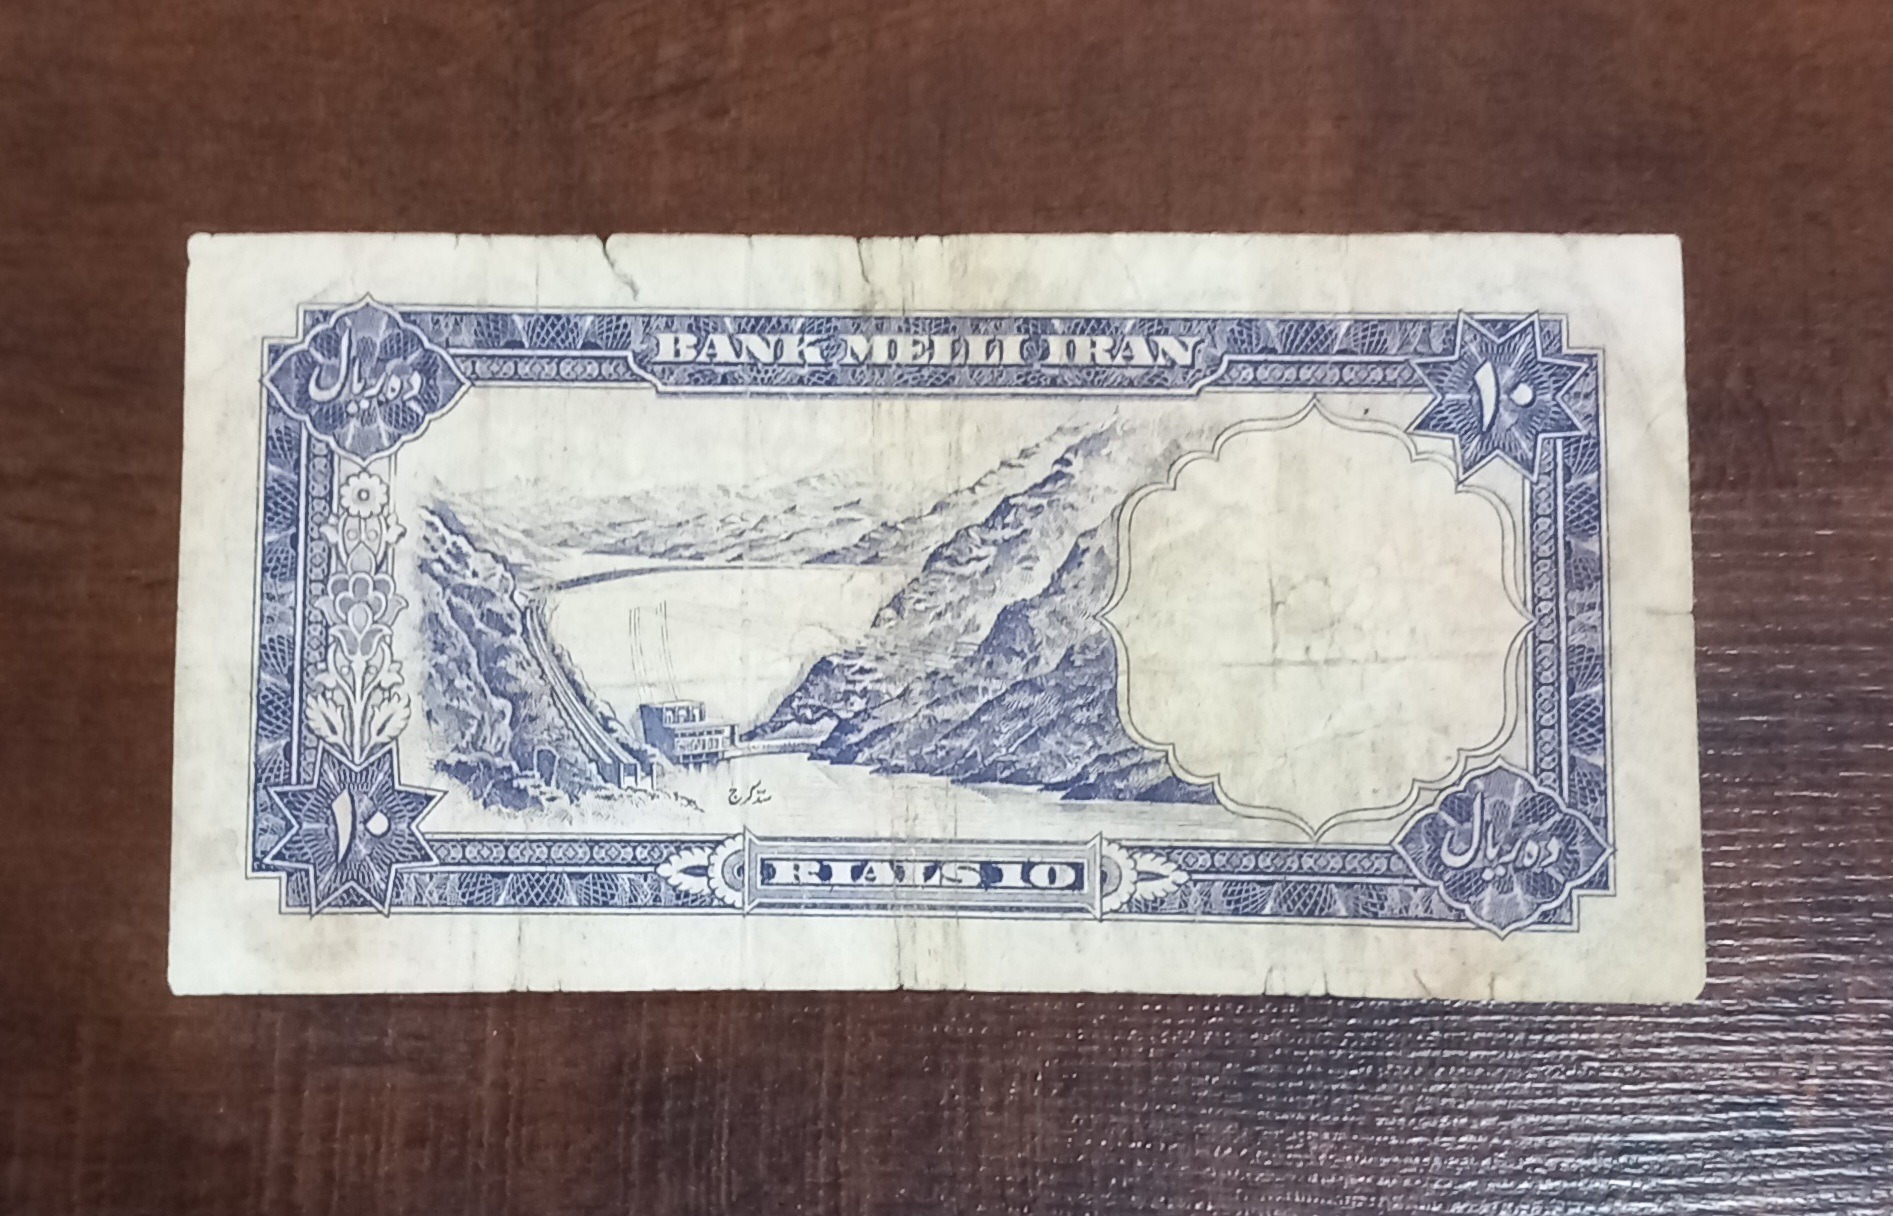 BANK MELLI IRAN
ده ریال
۱۰
سد کرج
۱۰
RIALS 10
ده ریال